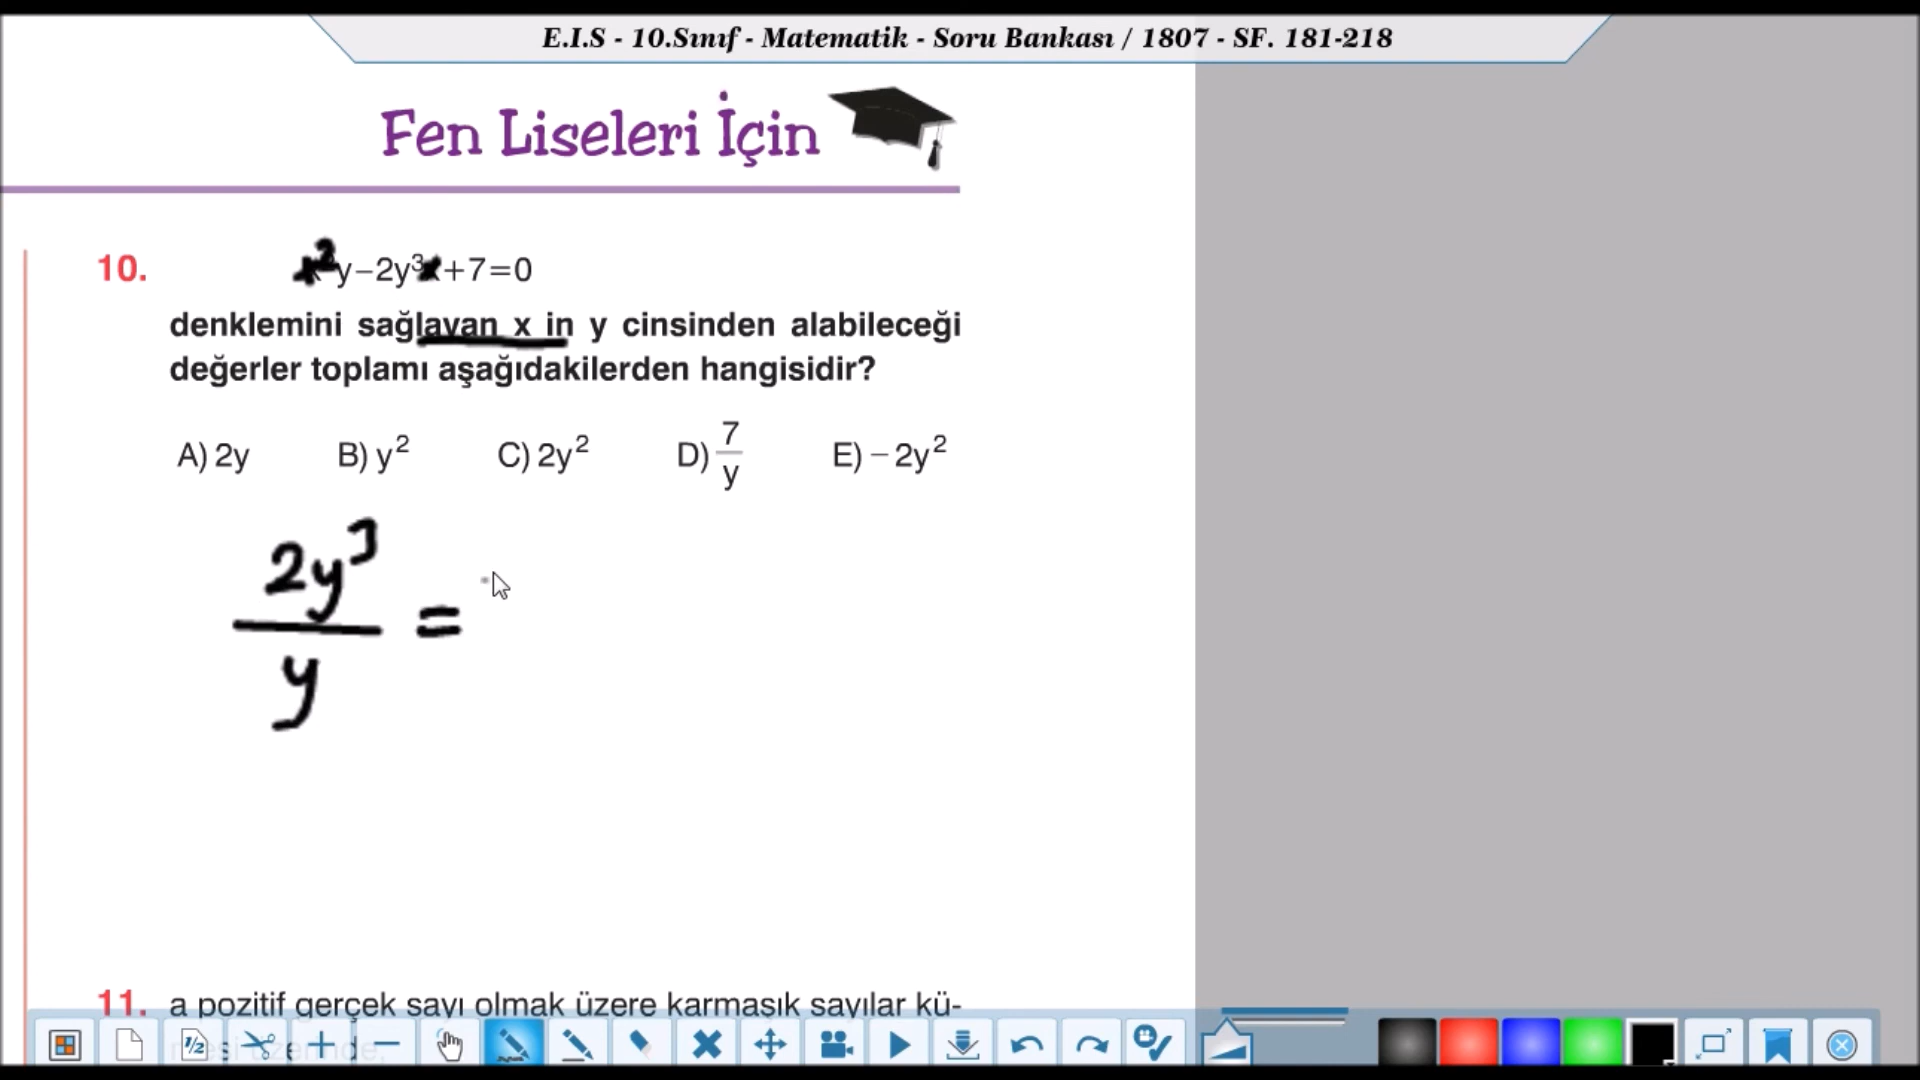 E.I.S - 10.Sınıf - Matematik - Soru Bankası / 1807 - SF. 181-218
Fen Liseleri İçin
10. x²y−2y³x+7=0
denklemini sağlayan x in y cinsinden alabileceği
değerler toplamı aşağıdakilerden hangisidir?
A) 2y B) y² C) 2y² D) 7/y E) −2y²
2y³/y =
11. a pozitif gerçek sayı olmak üzere karmaşık sayılar kü-